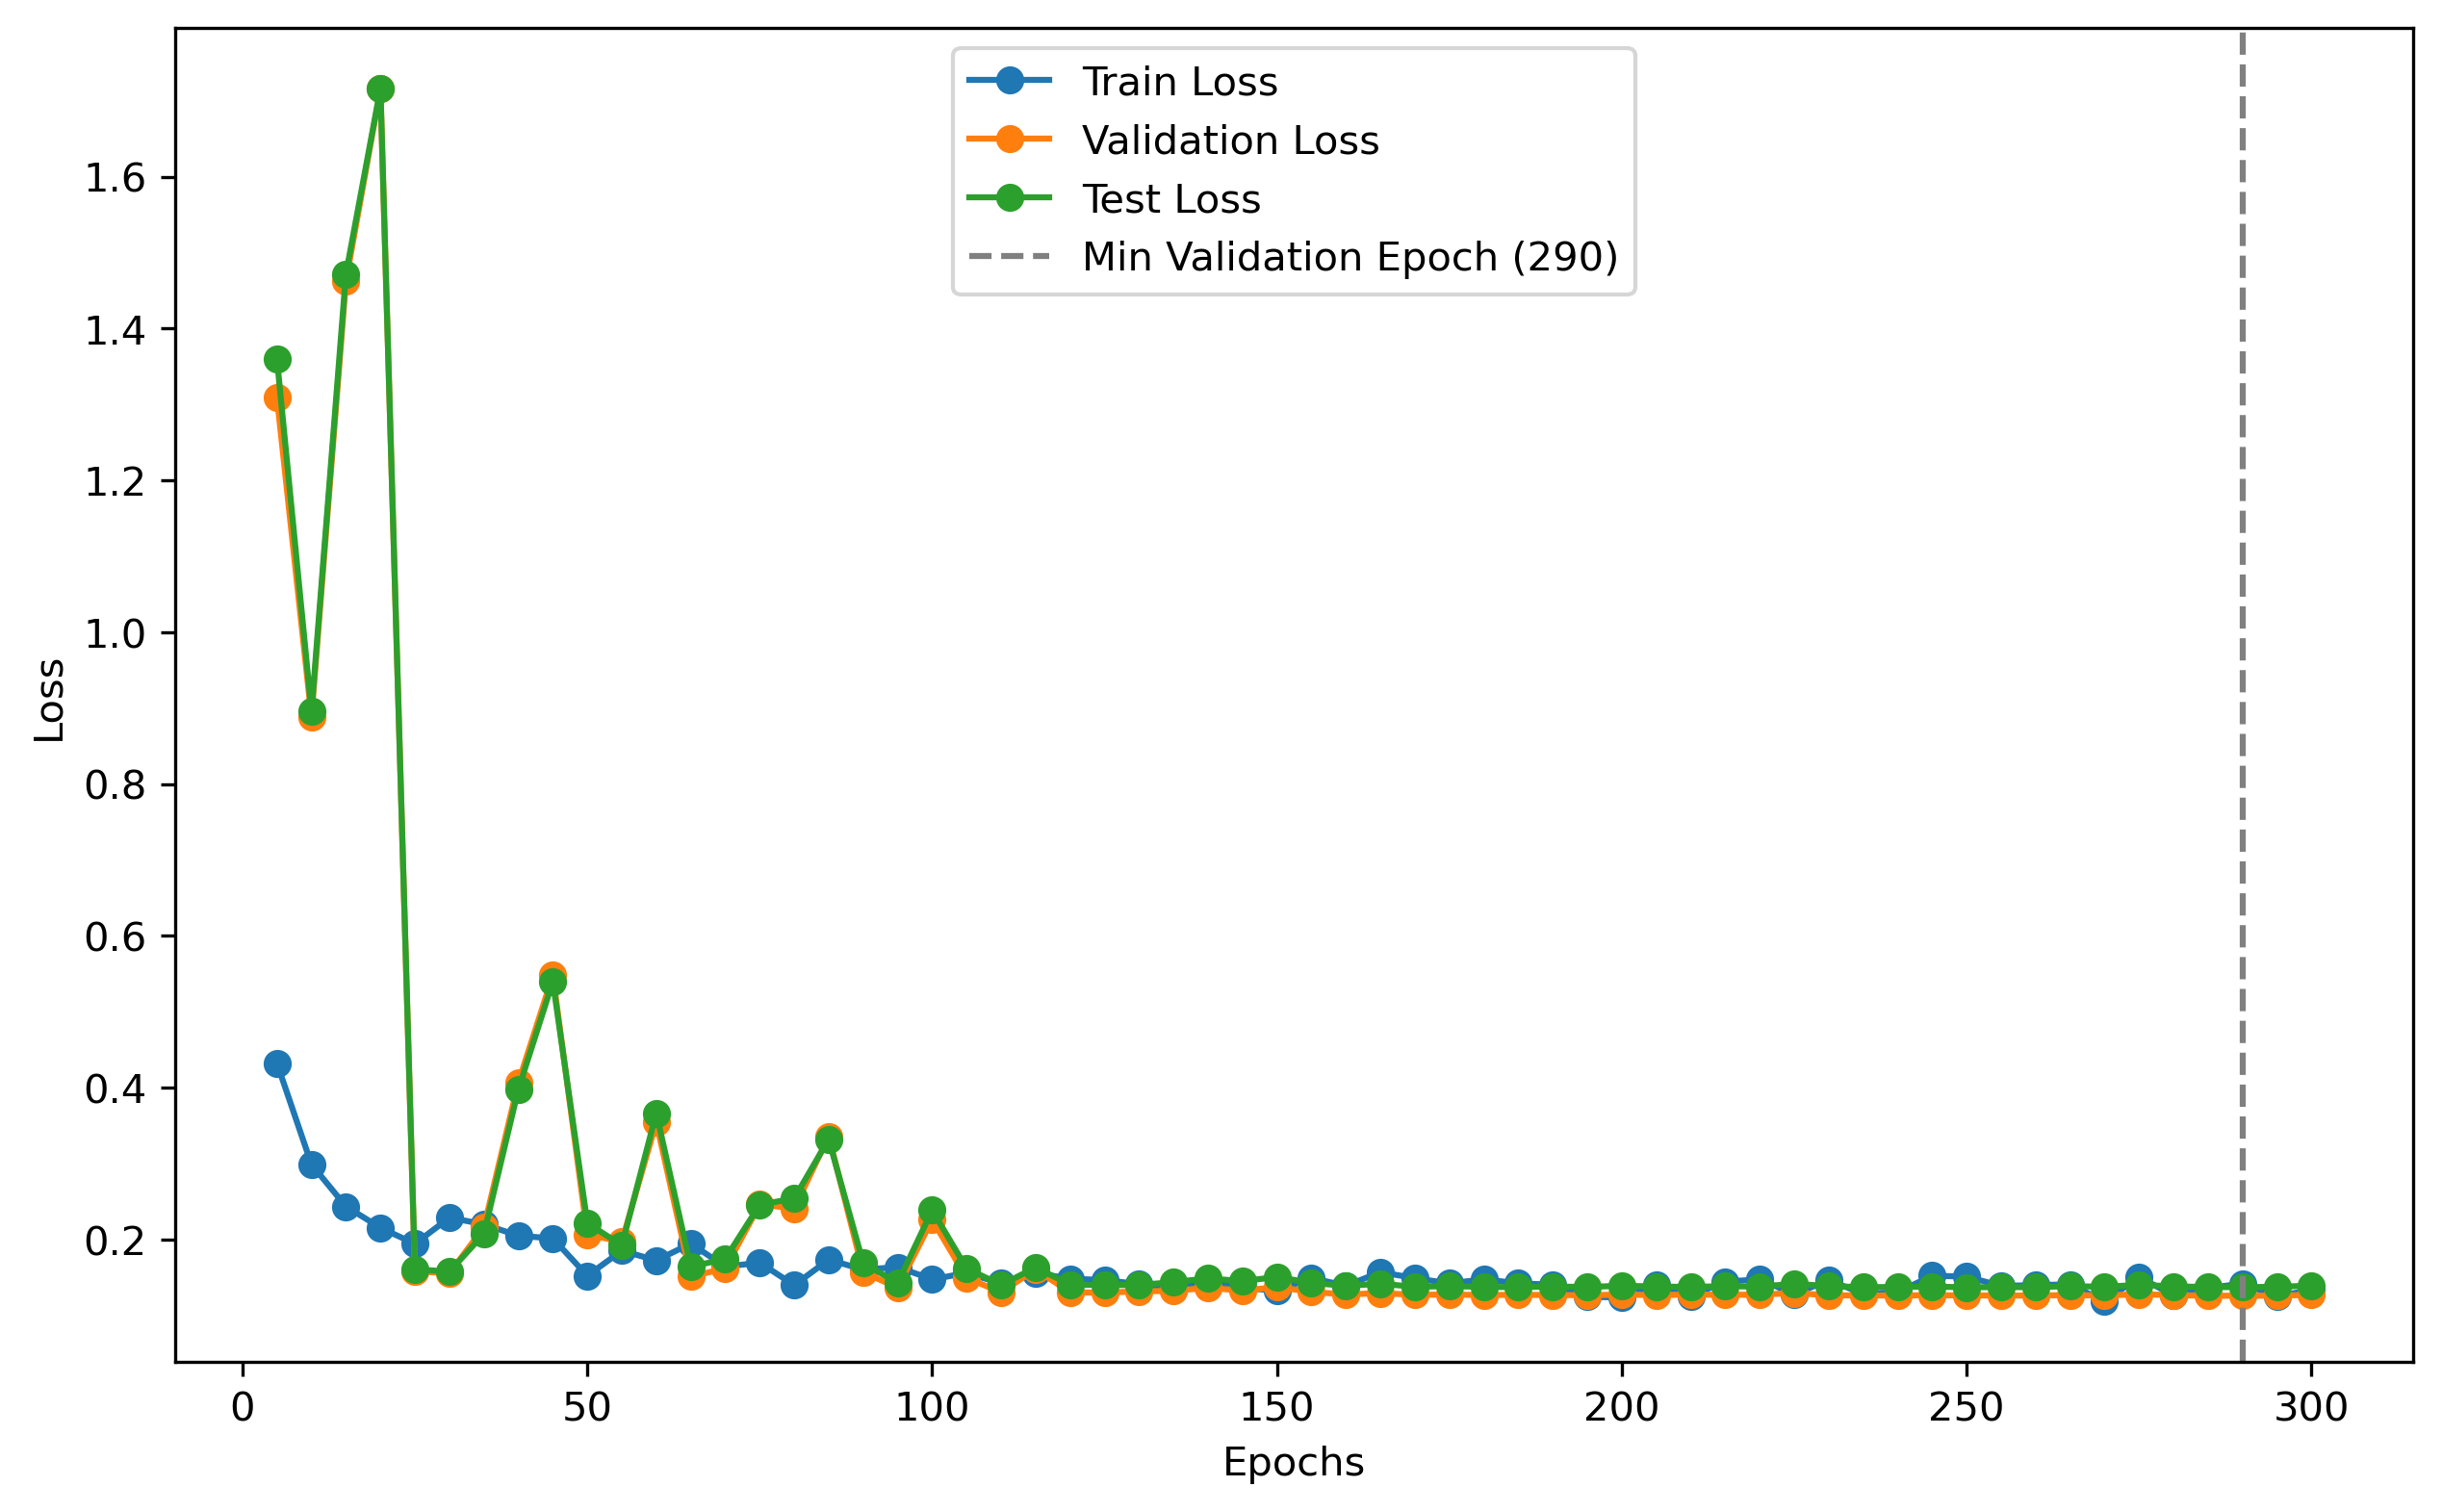 Train Loss
Validation Loss
Test Loss
Min Validation Epoch (290)
1.6
1.4
1.2
1.0
0.8
0.6
0.4
0.2
Loss
0 50 100 150 200 250 300
Epochs